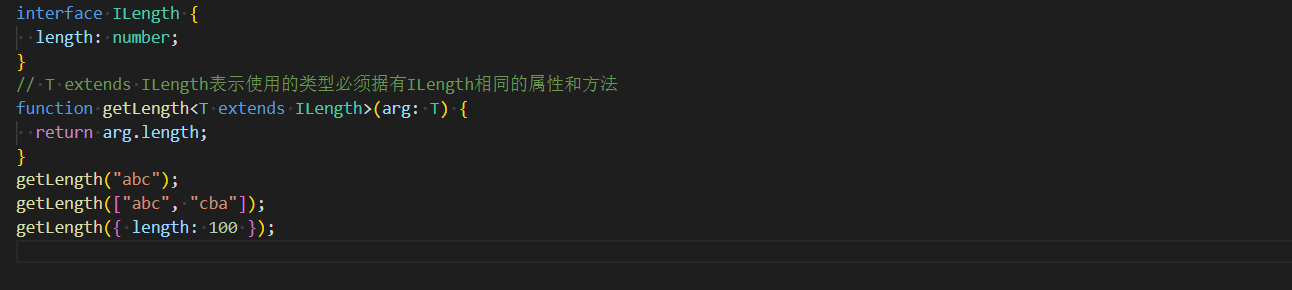 interface ILength {
  length: number;
}
// T extends ILength表示使用的类型必须据有ILength相同的属性和方法
function getLength<T extends ILength>(arg: T) {
  return arg.length;
}
getLength("abc");
getLength(["abc", "cba"]);
getLength({ length: 100 });